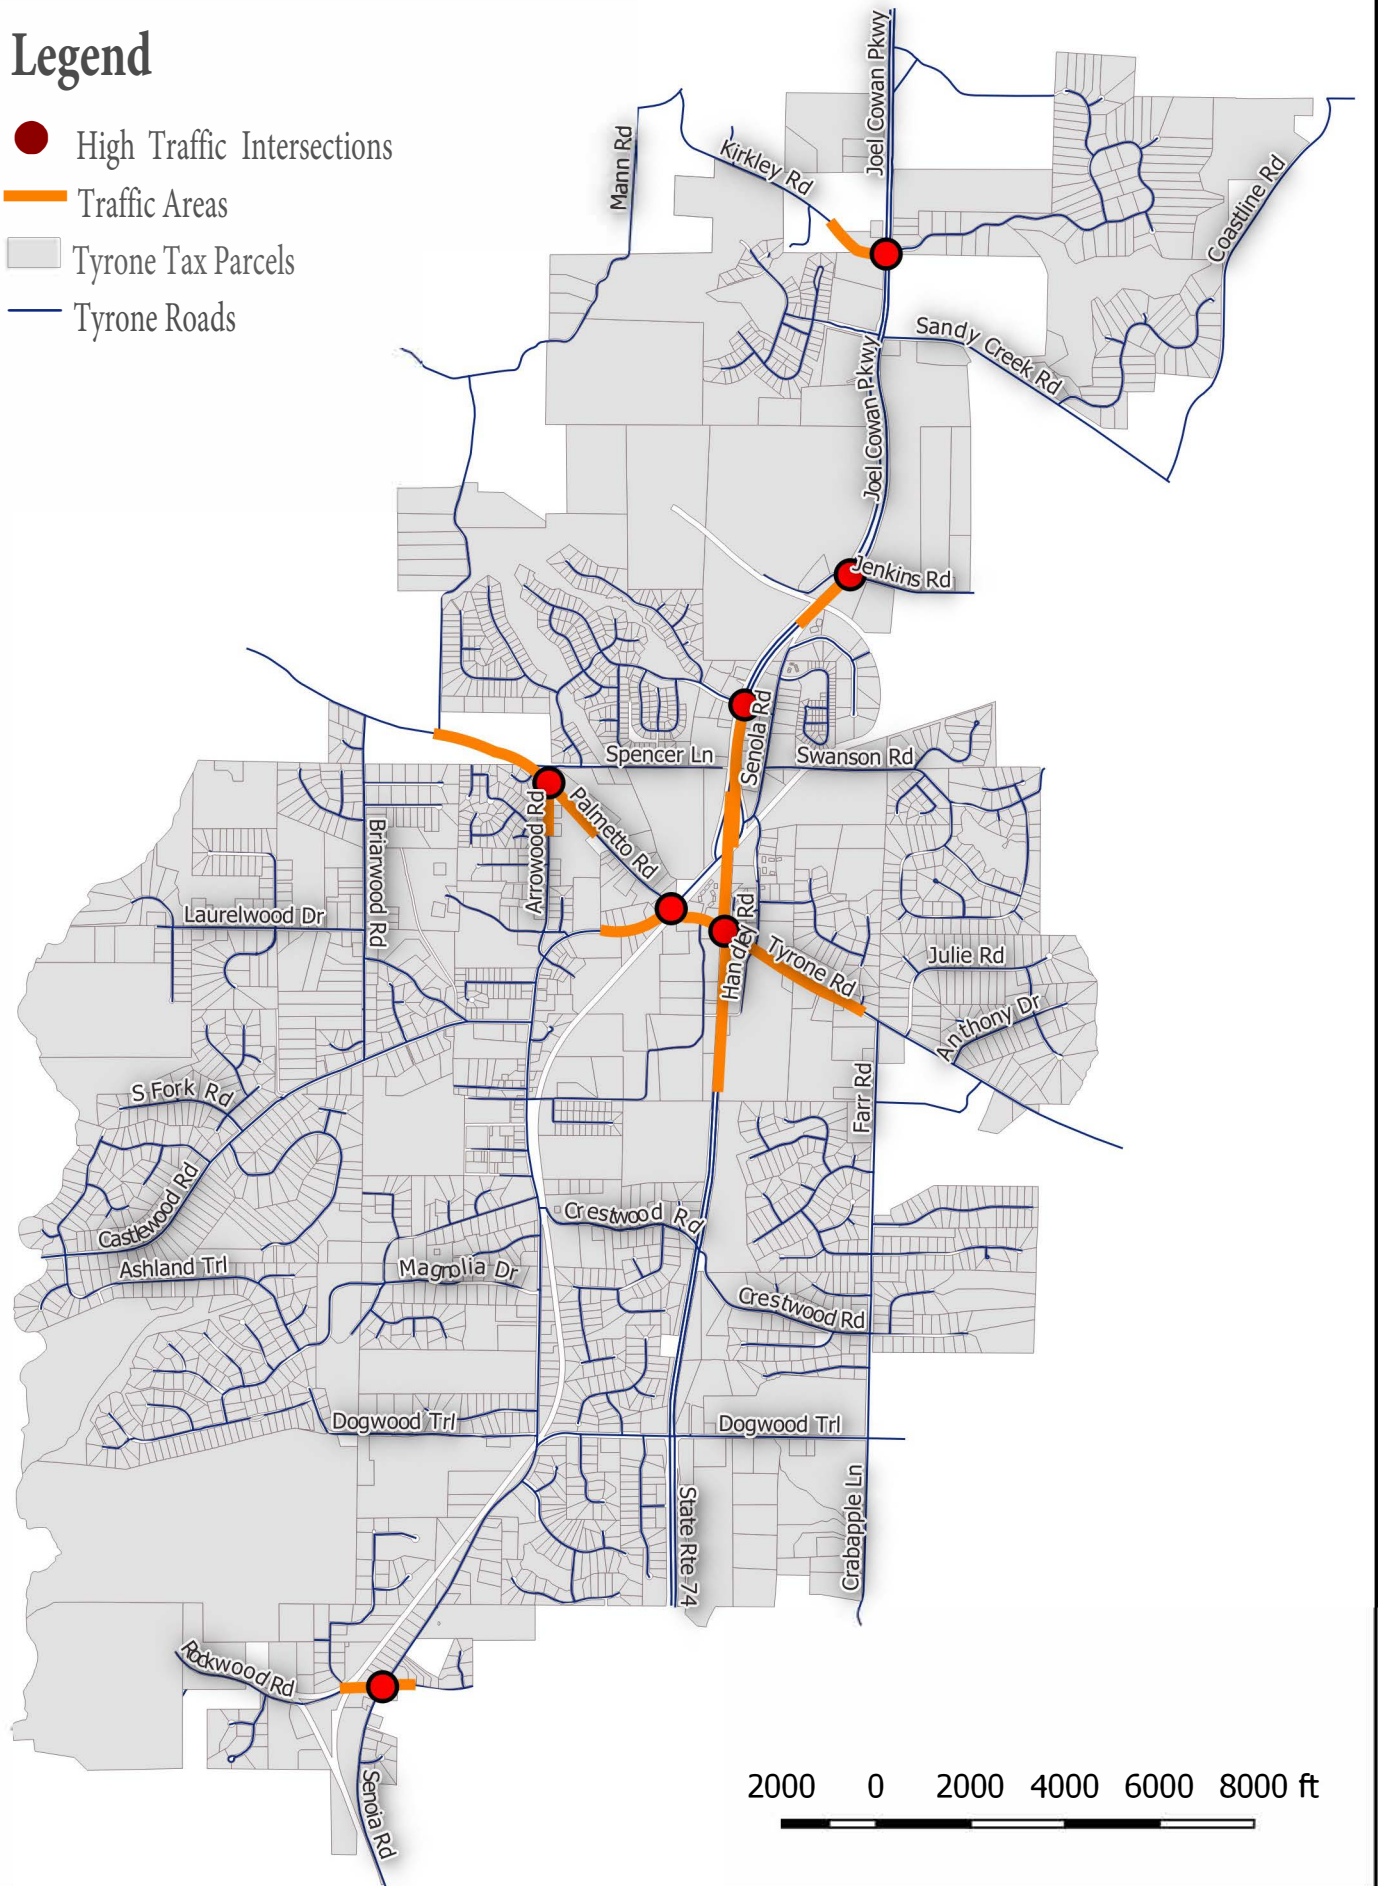 Legend
High Traffic Intersections
Traffic Areas
Tyrone Tax Parcels
Tyrone Roads
Joel Cowan Pkwy
Mann Rd
Kirkley Rd
Coastline Rd
Sandy Creek Rd
Joel Cowan Pkwy
Jenkins Rd
Senoia Rd
Spencer Ln
Swanson Rd
Palmetto Rd
Arrowood Rd
Briarwood Rd
Laurelwood Dr
Handley Rd
Tyrone Rd
Julie Rd
Anthony Dr
Farr Rd
S Fork Rd
Castlewood Rd
Ashland Trl
Magnolia Dr
Crestwood Rd
Crestwood Rd
Dogwood Trl
Dogwood Trl
State Rte 74
Crabapple Ln
Rockwood Rd
Senoia Rd
2000 0 2000 4000 6000 8000 ft